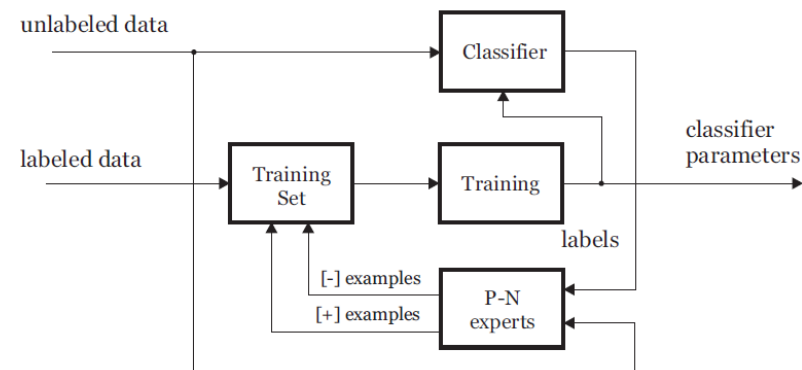 unlabeled data
Classifier
classifier
parameters
labeled data
Training
Set
Training
labels
[-] examples
[+] examples
P-N
experts